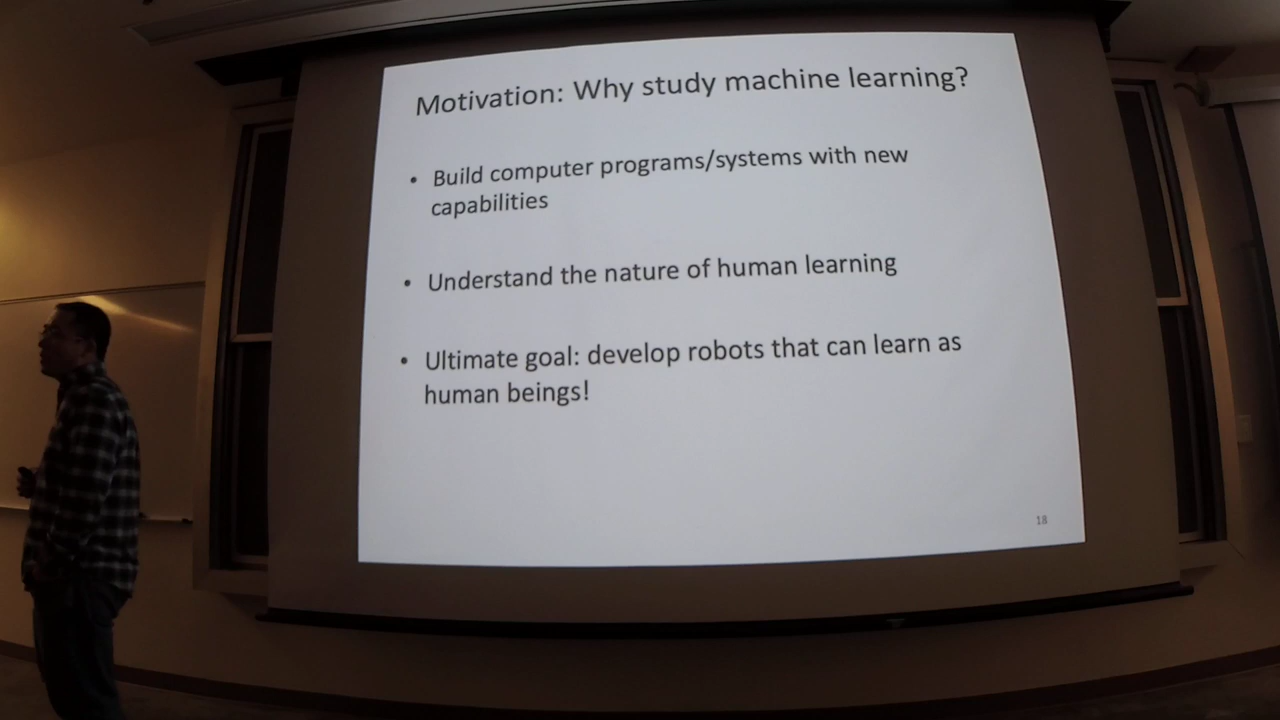 Motivation: Why study machine learning?
• Build computer programs/systems with new
capabilities
• Understand the nature of human learning
• Ultimate goal: develop robots that can learn as
human beings!
18